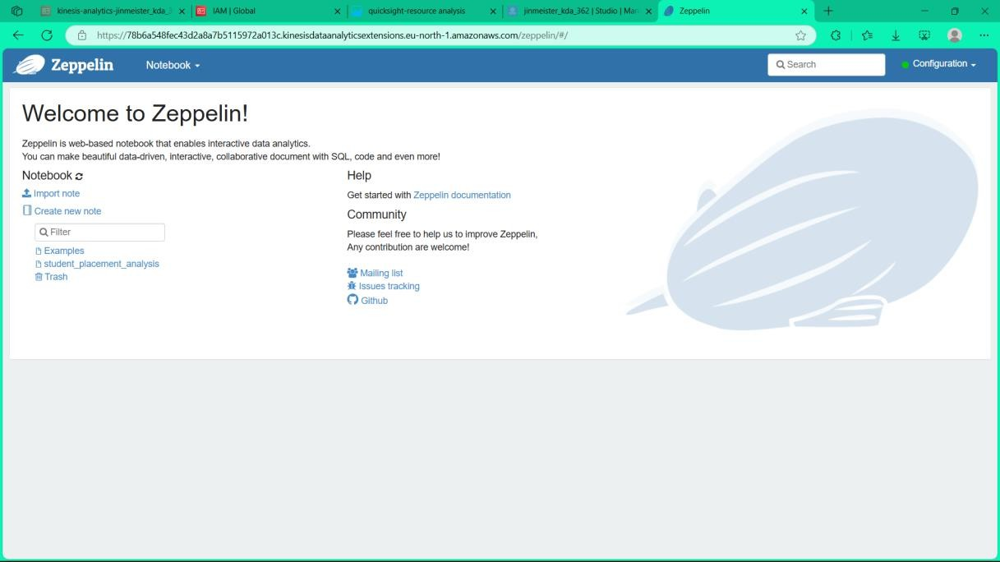 kinesis-analytics-jinmeister_kda_3
IAM | Global
quicksight-resource analysis
jinmeister_kda_362 | Studio | Man
Zeppelin
https://78b6a548fec43d2a8a7b5115972a013c.kinesisdataanalyticsextensions.eu-north-1.amazonaws.com/zeppelin/#/
Zeppelin
Notebook
Search
Configuration
Welcome to Zeppelin!
Zeppelin is web-based notebook that enables interactive data analytics.
You can make beautiful data-driven, interactive, collaborative document with SQL, code and even more!
Notebook
Import note
Create new note
Filter
Examples
student_placement_analysis
Trash
Help
Get started with Zeppelin documentation
Community
Please feel free to help us to improve Zeppelin,
Any contribution are welcome!
Mailing list
Issues tracking
Github